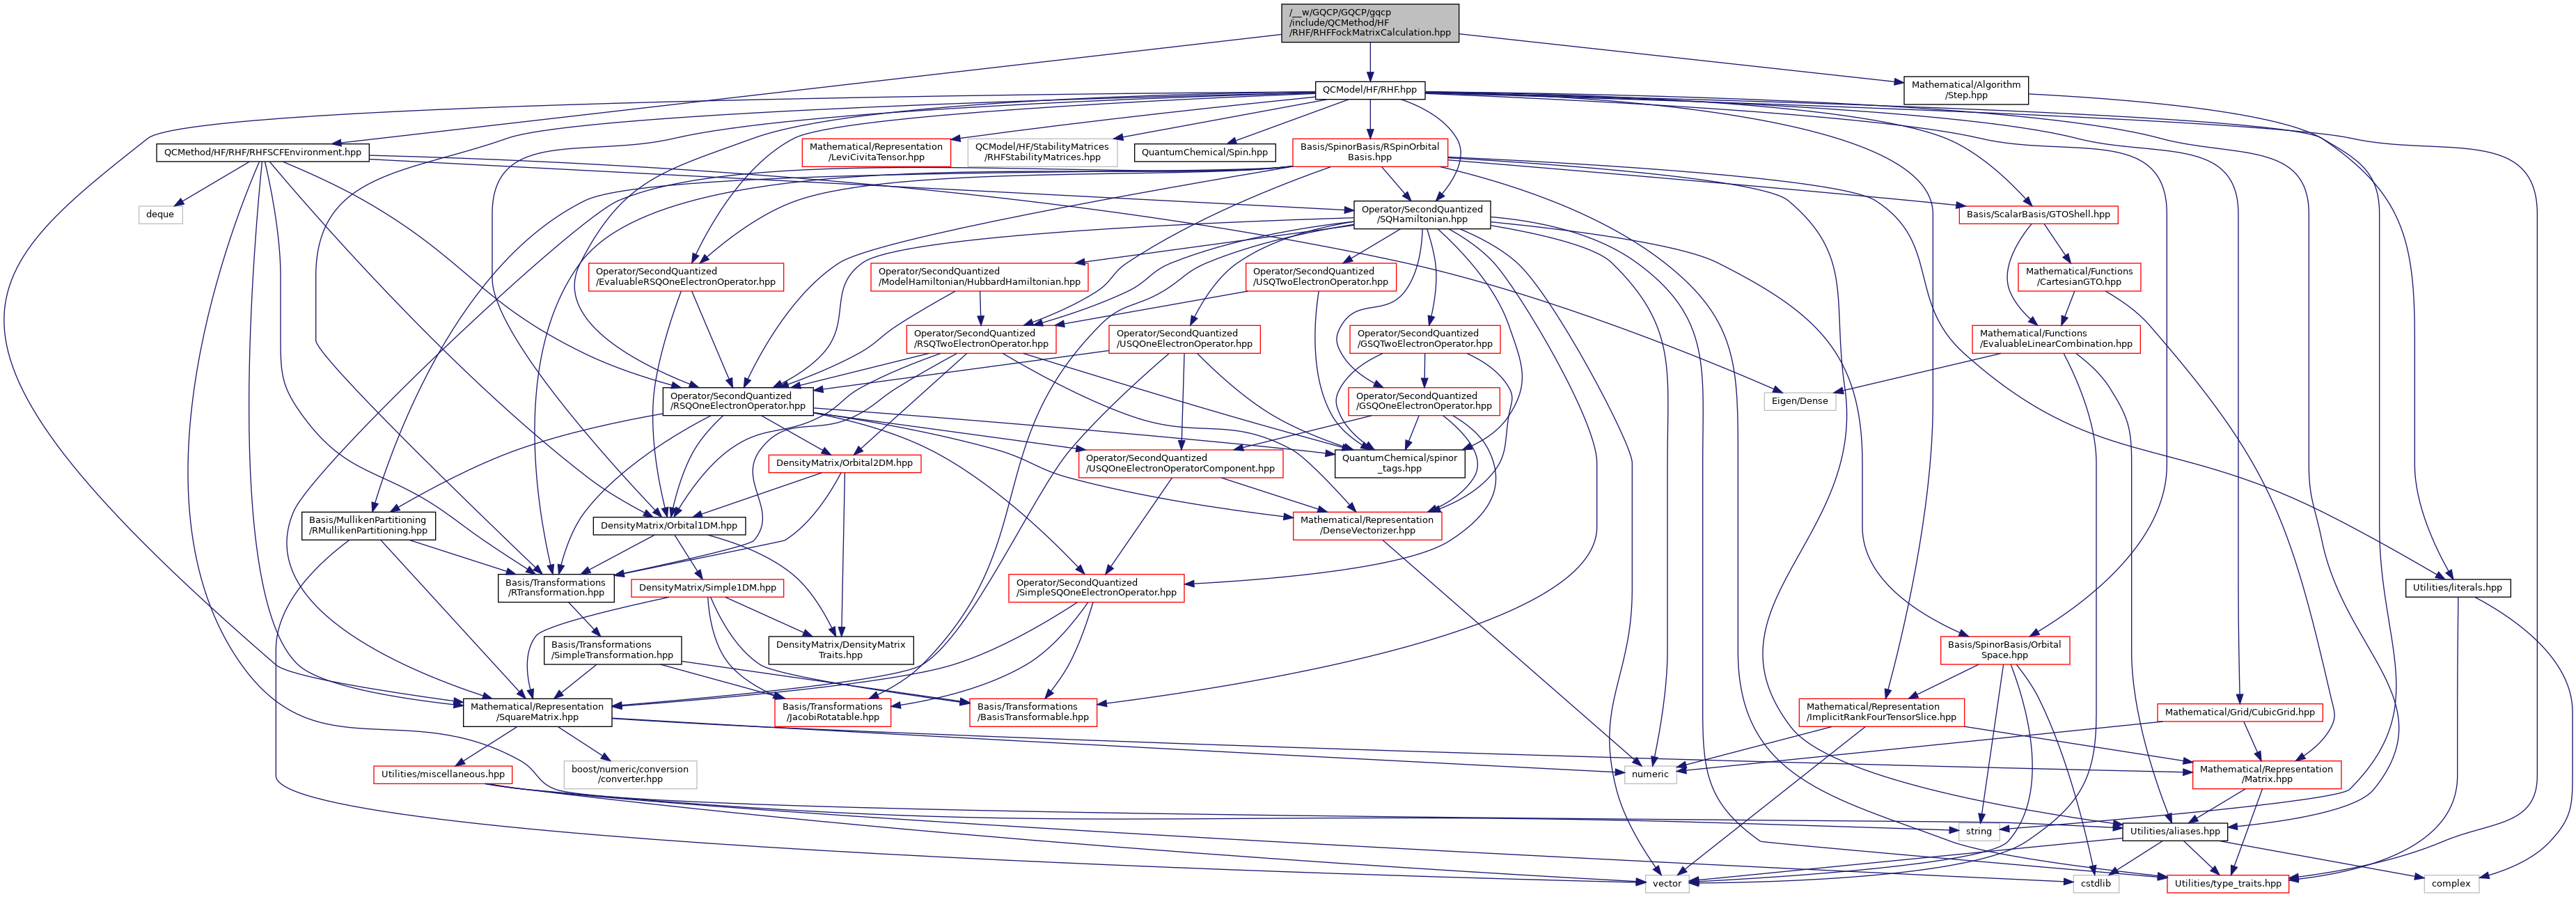 /__w/GQCP/GQCP/gqcp
/include/QCMethod/HF
/RHF/RHFFockMatrixCalculation.hpp
QCModel/HF/RHF.hpp
Mathematical/Algorithm
/Step.hpp
QCMethod/HF/RHF/RHFSCFEnvironment.hpp
Mathematical/Representation
/LeviCivitaTensor.hpp
QCModel/HF/StabilityMatrices
/RHFStabilityMatrices.hpp
QuantumChemical/Spin.hpp
Basis/SpinorBasis/RSpinOrbital
Basis.hpp
deque
Operator/SecondQuantized
/SQHamiltonian.hpp
Basis/ScalarBasis/GTOShell.hpp
Operator/SecondQuantized
/EvaluableRSQOneElectronOperator.hpp
Operator/SecondQuantized
/ModelHamiltonian/HubbardHamiltonian.hpp
Operator/SecondQuantized
/USQTwoElectronOperator.hpp
Mathematical/Functions
/CartesianGTO.hpp
Operator/SecondQuantized
/RSQTwoElectronOperator.hpp
Operator/SecondQuantized
/USQOneElectronOperator.hpp
Operator/SecondQuantized
/GSQTwoElectronOperator.hpp
Mathematical/Functions
/EvaluableLinearCombination.hpp
Operator/SecondQuantized
/RSQOneElectronOperator.hpp
Operator/SecondQuantized
/GSQOneElectronOperator.hpp
Eigen/Dense
DensityMatrix/Orbital2DM.hpp
Operator/SecondQuantized
/USQOneElectronOperatorComponent.hpp
QuantumChemical/spinor
_tags.hpp
Basis/MullikenPartitioning
/RMullikenPartitioning.hpp
DensityMatrix/Orbital1DM.hpp
Mathematical/Representation
/DenseVectorizer.hpp
Basis/Transformations
/RTransformation.hpp
DensityMatrix/Simple1DM.hpp
Operator/SecondQuantized
/SimpleSQOneElectronOperator.hpp
Utilities/literals.hpp
Basis/Transformations
/SimpleTransformation.hpp
DensityMatrix/DensityMatrix
Traits.hpp
Basis/SpinorBasis/Orbital
Space.hpp
Mathematical/Representation
/SquareMatrix.hpp
Basis/Transformations
/JacobiRotatable.hpp
Basis/Transformations
/BasisTransformable.hpp
Mathematical/Representation
/ImplicitRankFourTensorSlice.hpp
Mathematical/Grid/CubicGrid.hpp
Utilities/miscellaneous.hpp
boost/numeric/conversion
/converter.hpp
numeric
Mathematical/Representation
/Matrix.hpp
string
Utilities/aliases.hpp
vector
cstdlib
Utilities/type_traits.hpp
complex